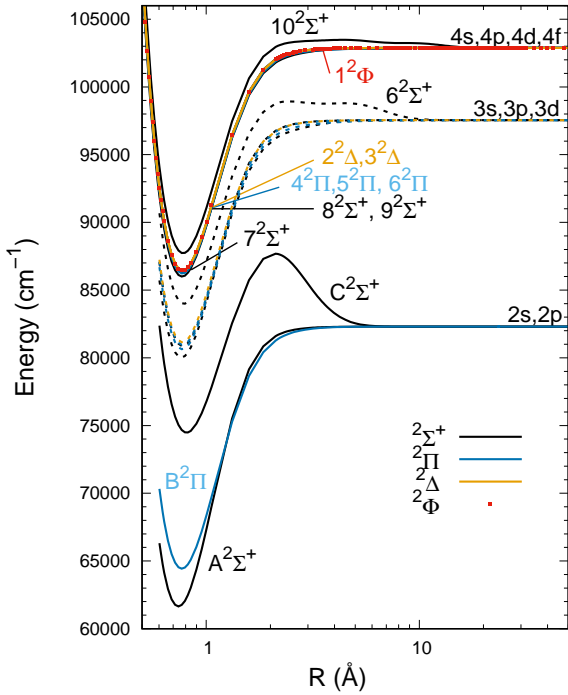 105000
100000
95000
90000
85000
80000
75000
70000
65000
60000
Energy (cm⁻¹)
1
10
R (Å)
10²Σ⁺
4s,4p,4d,4f
1²Φ
6²Σ⁺
3s,3p,3d
2²Δ,3²Δ
4²Π,5²Π, 6²Π
8²Σ⁺, 9²Σ⁺
7²Σ⁺
C²Σ⁺
2s,2p
B²Π
A²Σ⁺
²Σ⁺
²Π
²Δ
²Φ